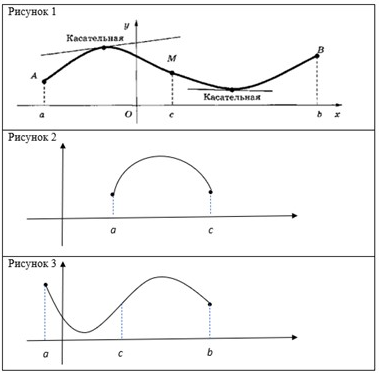 Рисунок 1
y
Касательная
A
M
B
Касательная
a
O
c
b
x
Рисунок 2
a
c
Рисунок 3
a
c
b